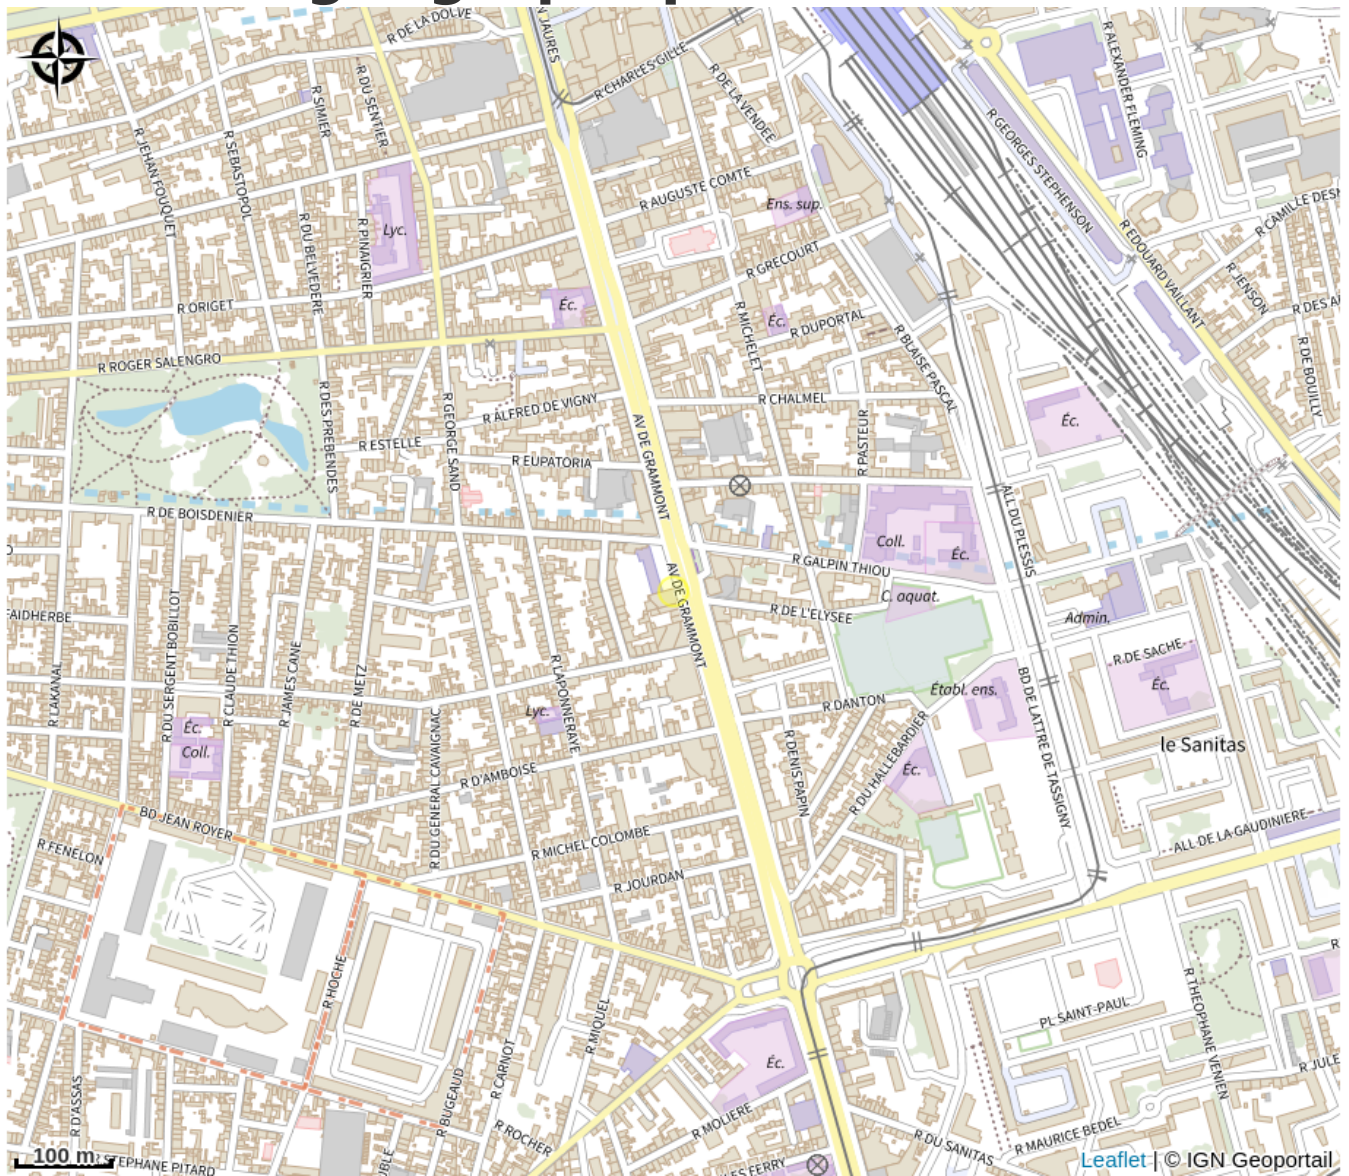 R DE LA DOLVE
N JAURES
R CHARLES GILLE
R DE LA VENDEE
R ALEXANDER FLEMING
R GEORGES STEPHENSON
R SIMIER
R DU SENTIER
R JEHAN FOUQUET
R SEBASTOPOL
R DU BELVEDERE
R PINAIGRIER
Lyc.
R AUGUSTE COMTE
Ens. sup.
R EDOUARD VAILLANT
R CAMILLE DESM
R GRECOURT
R JENSON
R DES A
R ORIGET
Éc.
Éc.
R DUPORTAL
R MICHELET
R BLAISE PASCAL
R DE BOUILLY
R ROGER SALENGRO
R DES PREBENDES
R GEORGE SAND
R ALFRED DE VIGNY
R CHALMEL
R PASTEUR
Éc.
R ESTELLE
R EUPATORIA
AV DE GRAMMONT
R DE BOISDENIER
ALL DU PLESSIS
Coll.
Éc.
R GALPIN THIOU
AV DE GRAMMONT
C. aquat.
R DE L'ELYSEE
Admin.
FAIDHERBE
R DU SERGENT BOBILLOT
R CLAUDE THION
R JAMES CANE
R DE METZ
R LAKANAL
R LAPONNERAYE
R DE SACHE
Éc.
Établ. ens.
R DANTON
Lyc.
Éc.
Coll.
R DU GENERAL CAVAIGNAC
R DENIS PAPIN
R DU HALLEBARDIER
BD DE LATTRE DE TASSIGNY
le Sanitas
R D'AMBOISE
Éc.
BD JEAN ROYER
R FENELON
R MICHEL COLOMBE
ALL DE LA GAUDINIERE
R JOURDAN
R HOCHE
R MIQUEL
R THEOPHANE VENIEN
PL SAINT-PAUL
R CARNOT
R BUGEAUD
Éc.
R JULE
R D'ASSAS
R MOLIERE
R ROCHER
R DU SANITAS
R MAURICE BEDEL
100 m
STEPHANE PITARD
LES FERRY
Leaflet | © IGN Geoportail